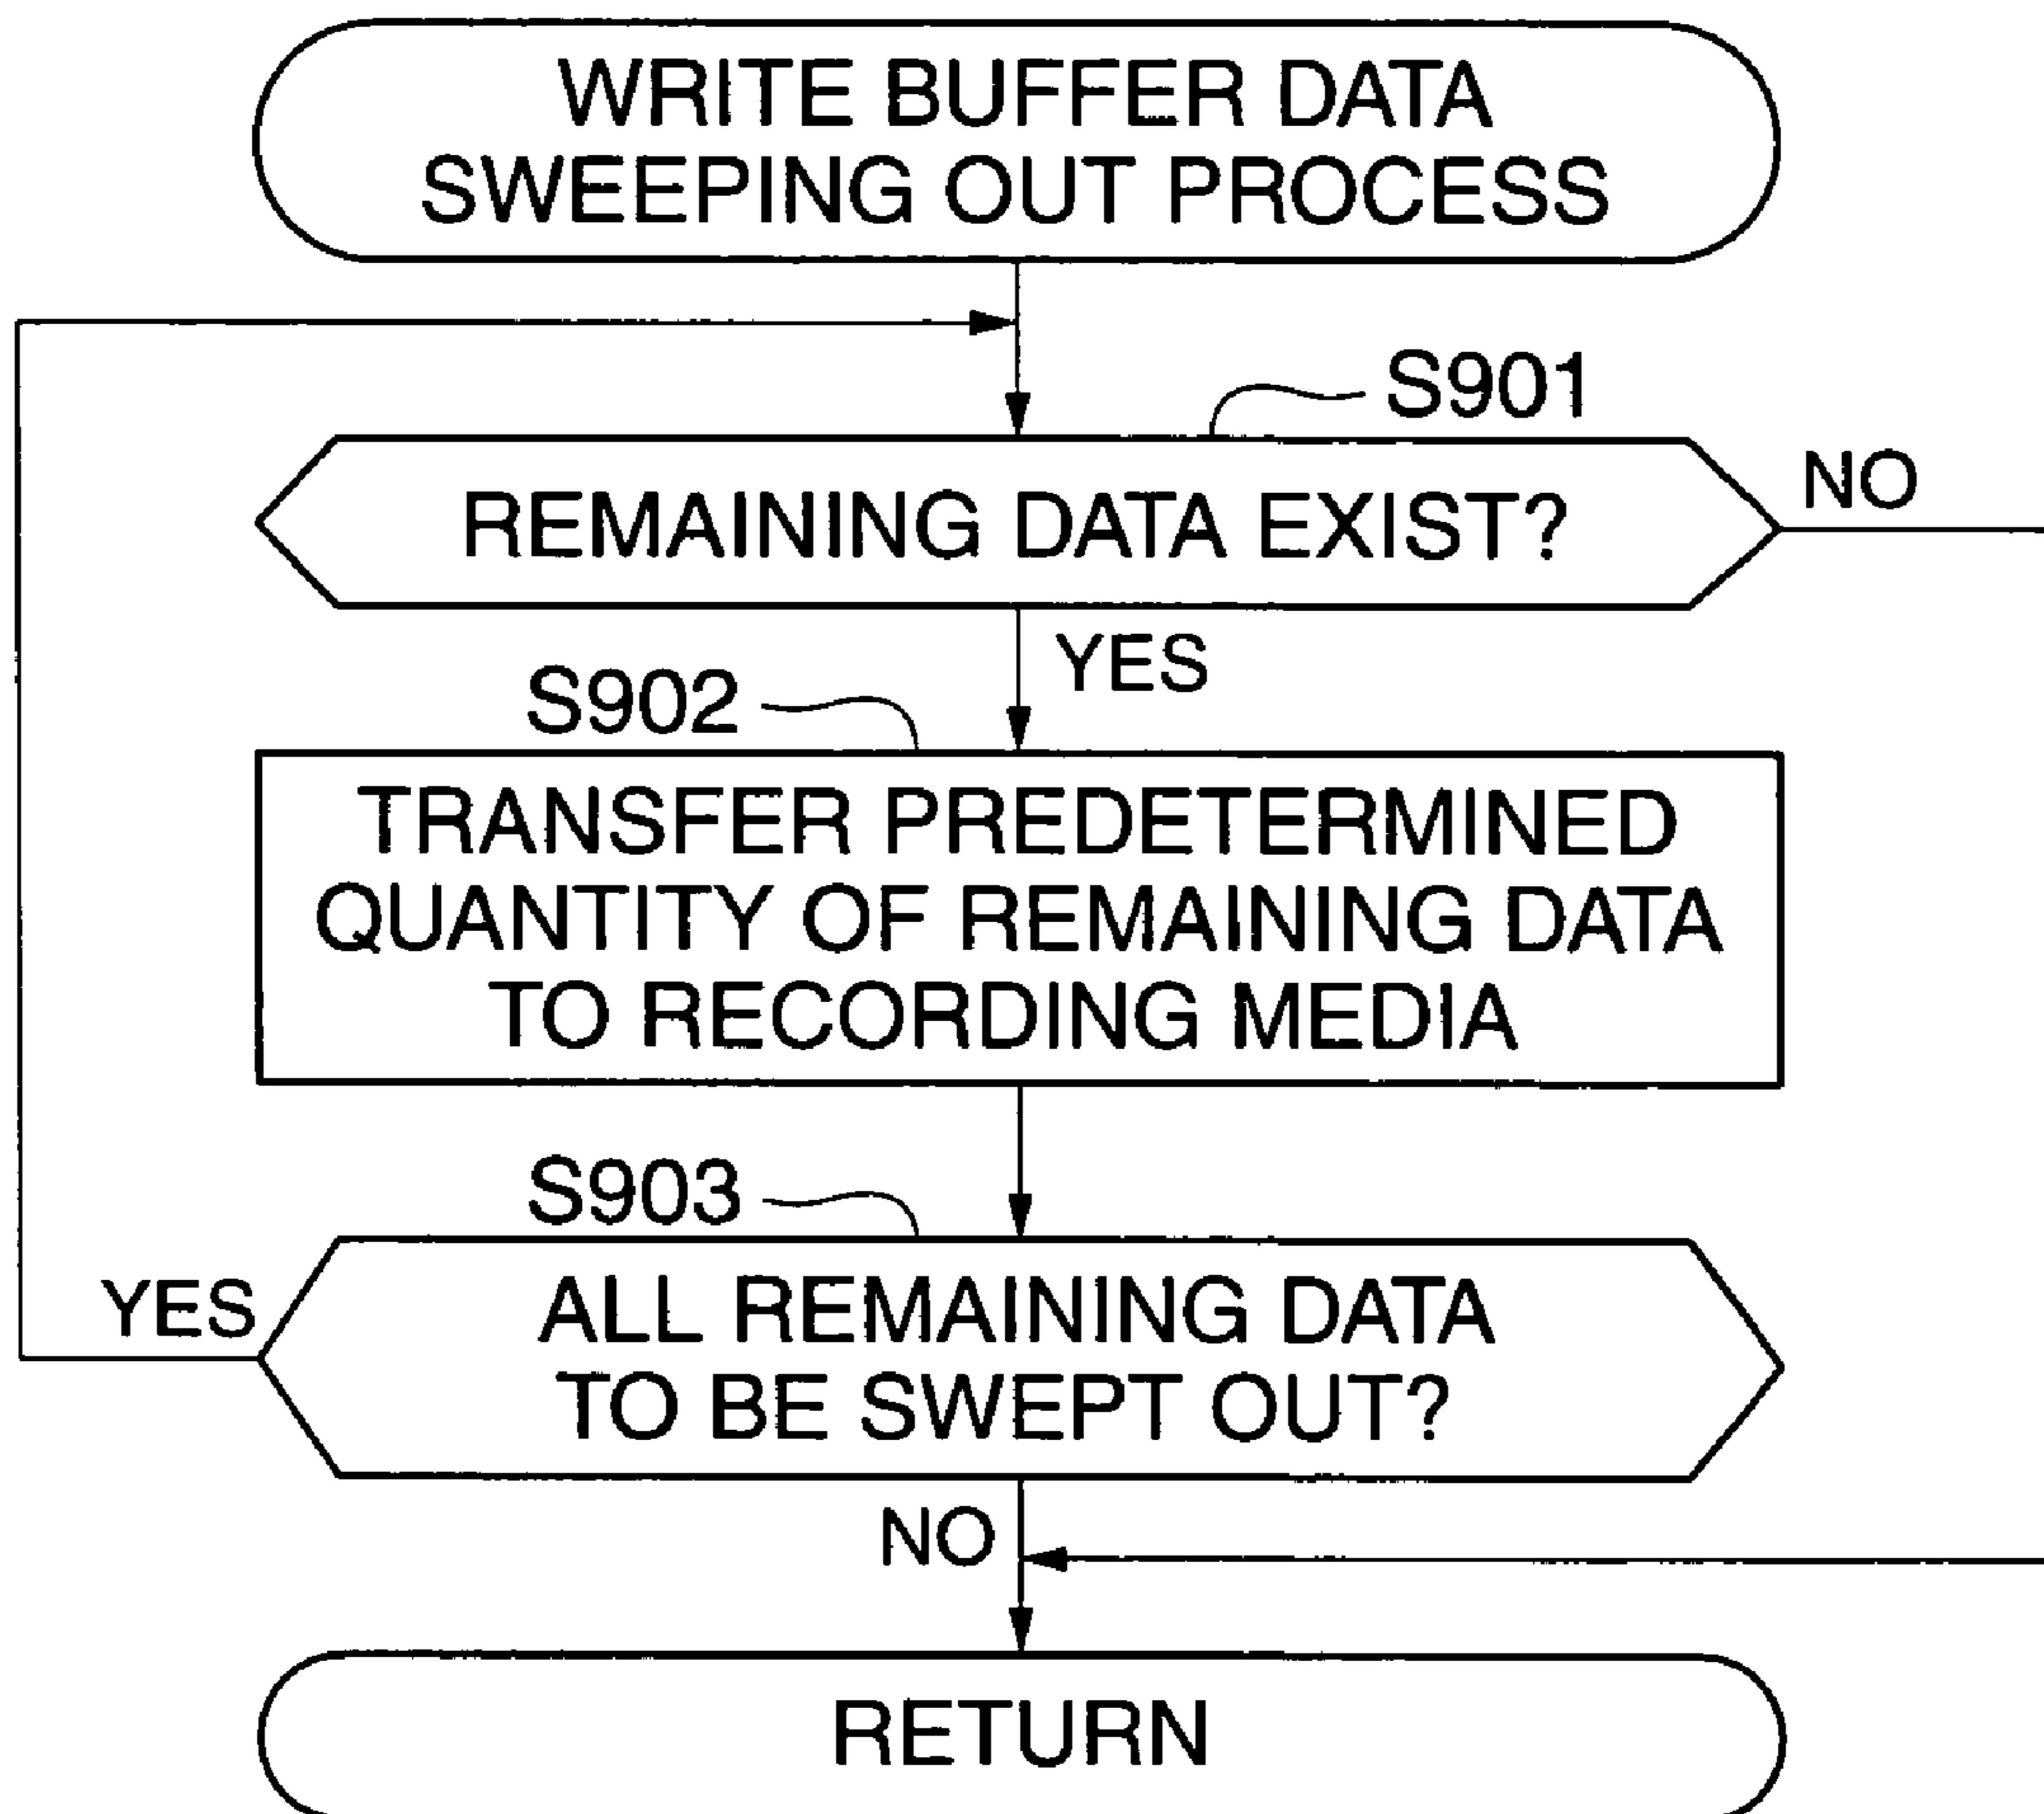 WRITE BUFFER DATA
SWEEPING OUT PROCESS
S901
REMAINING DATA EXIST?
NO
YES
S902
TRANSFER PREDETERMINED
QUANTITY OF REMAINING DATA
TO RECORDING MEDIA
S903
YES
ALL REMAINING DATA
TO BE SWEPT OUT?
NO
RETURN